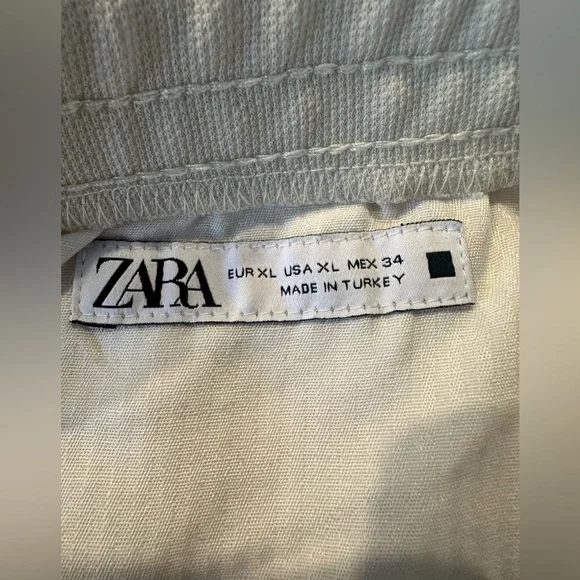 ZARA
EUR XL USA XL MEX 34
MADE IN TURKEY